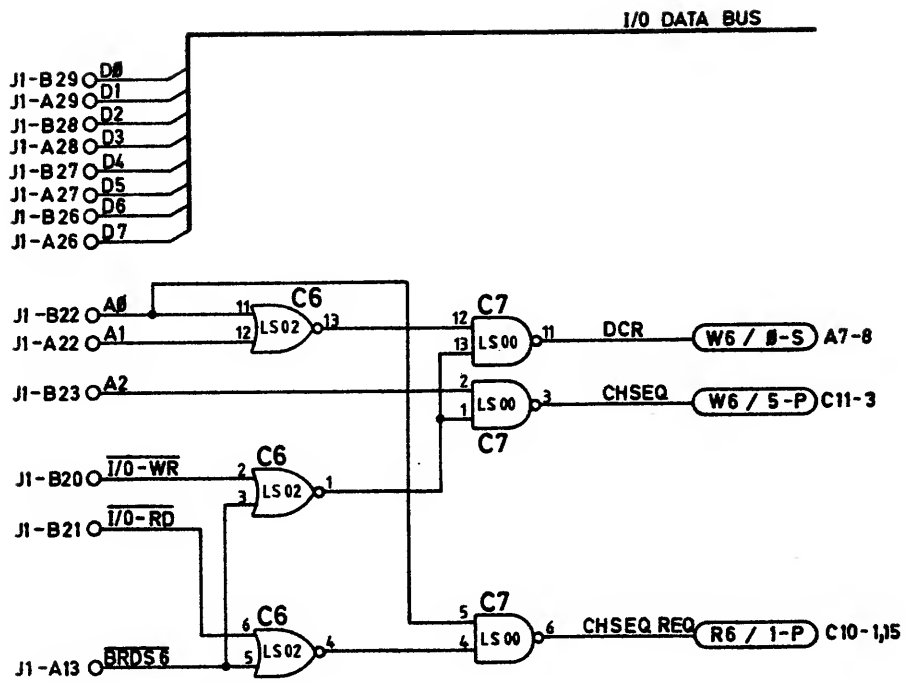 I/O DATA BUS
J1-B29 DØ
J1-A29 D1
J1-B28 D2
J1-A28 D3
J1-B27 D4
J1-A27 D5
J1-B26 D6
J1-A26 D7
J1-B22 AØ 11 C6 LS02 13 12 C7 LS00 11 DCR W6 / Ø-S A7-8
J1-A22 A1 12 13
J1-B23 A2 2 LS00 3 CHSEQ W6 / 5-P C11-3
1 C7
J1-B20 I/O-WR 2 C6 LS02 1
3
J1-B21 I/O-RD
6 C6 LS02 4 5 C7 LS00 6 CHSEQ REQ R6 / 1-P C10-1,15
J1-A13 BRDS6 5 4